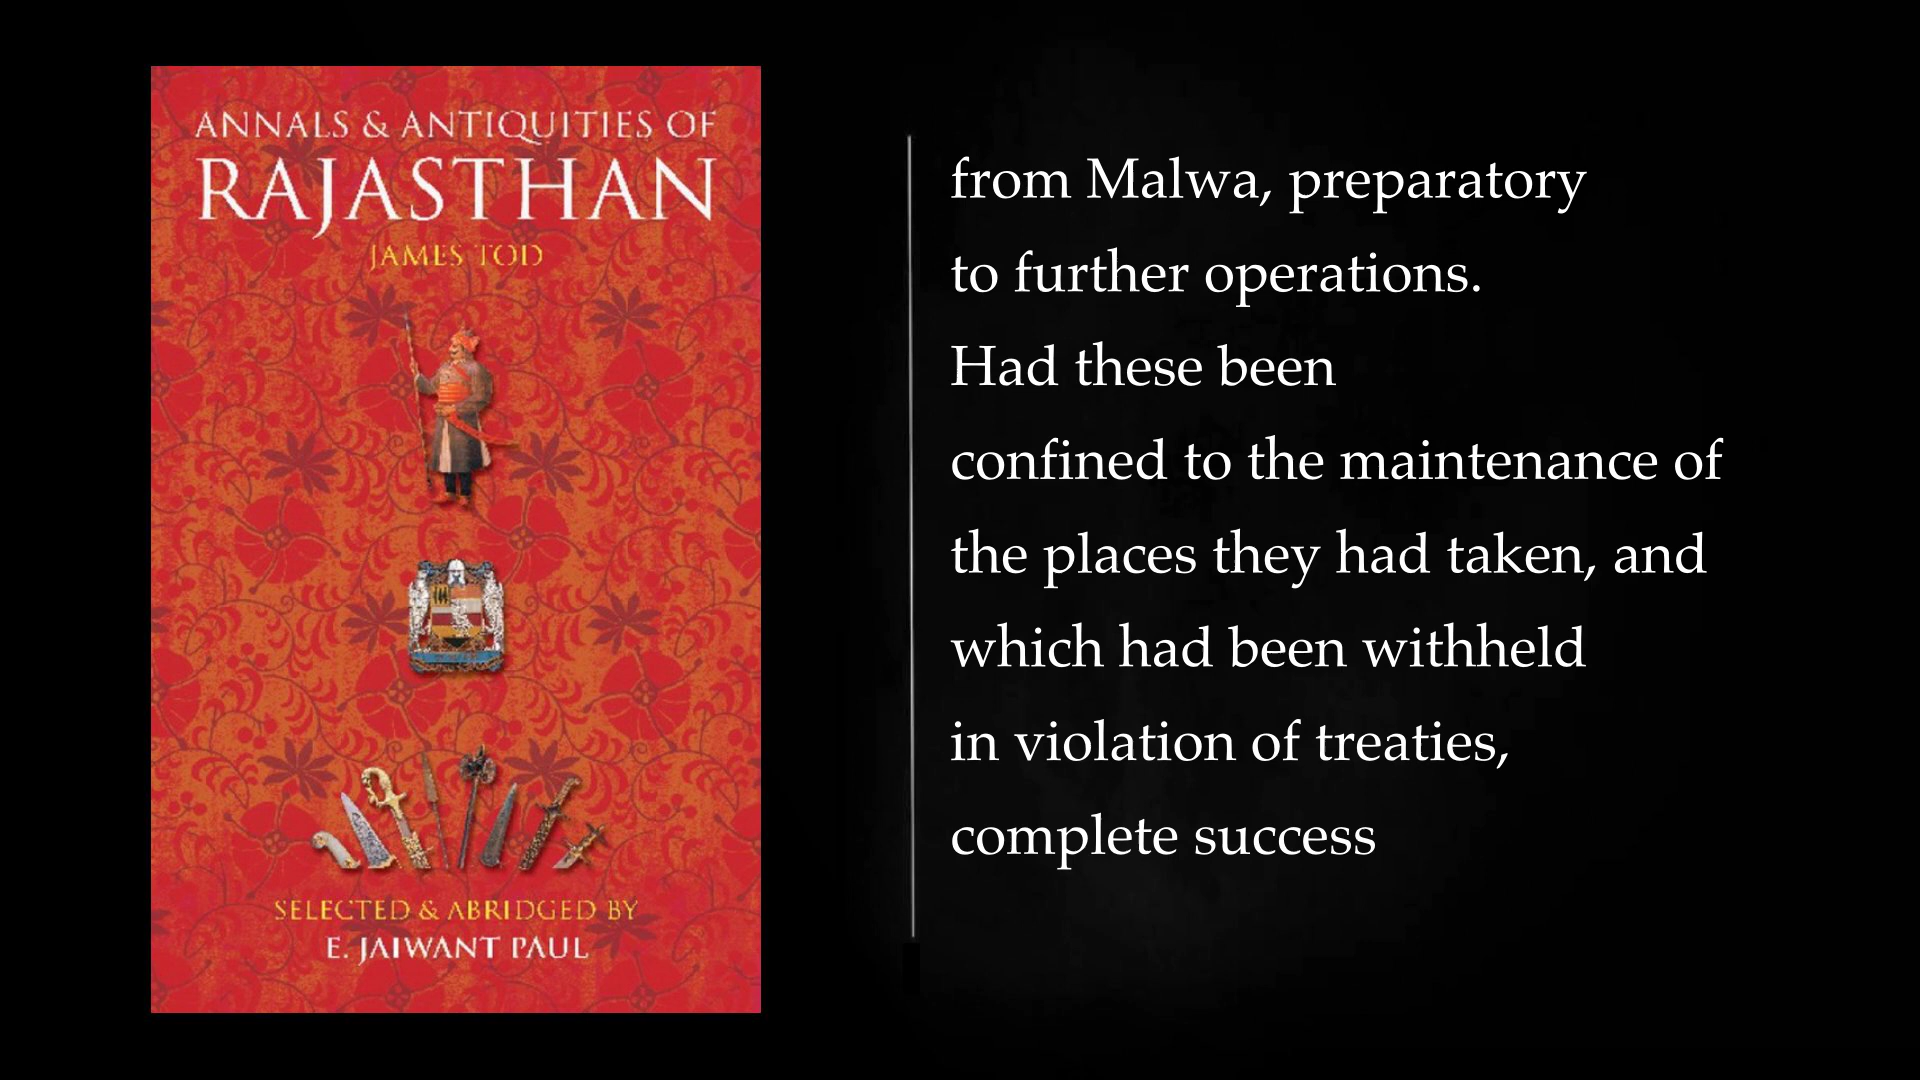 ANNALS & ANTIQUITIES OF
RAJASTHAN
JAMES TOD
SELECTED & ABRIDGED BY
E. JAIWANT PAUL
from Malwa, preparatory
to further operations.
Had these been
confined to the maintenance of
the places they had taken, and
which had been withheld
in violation of treaties,
complete success